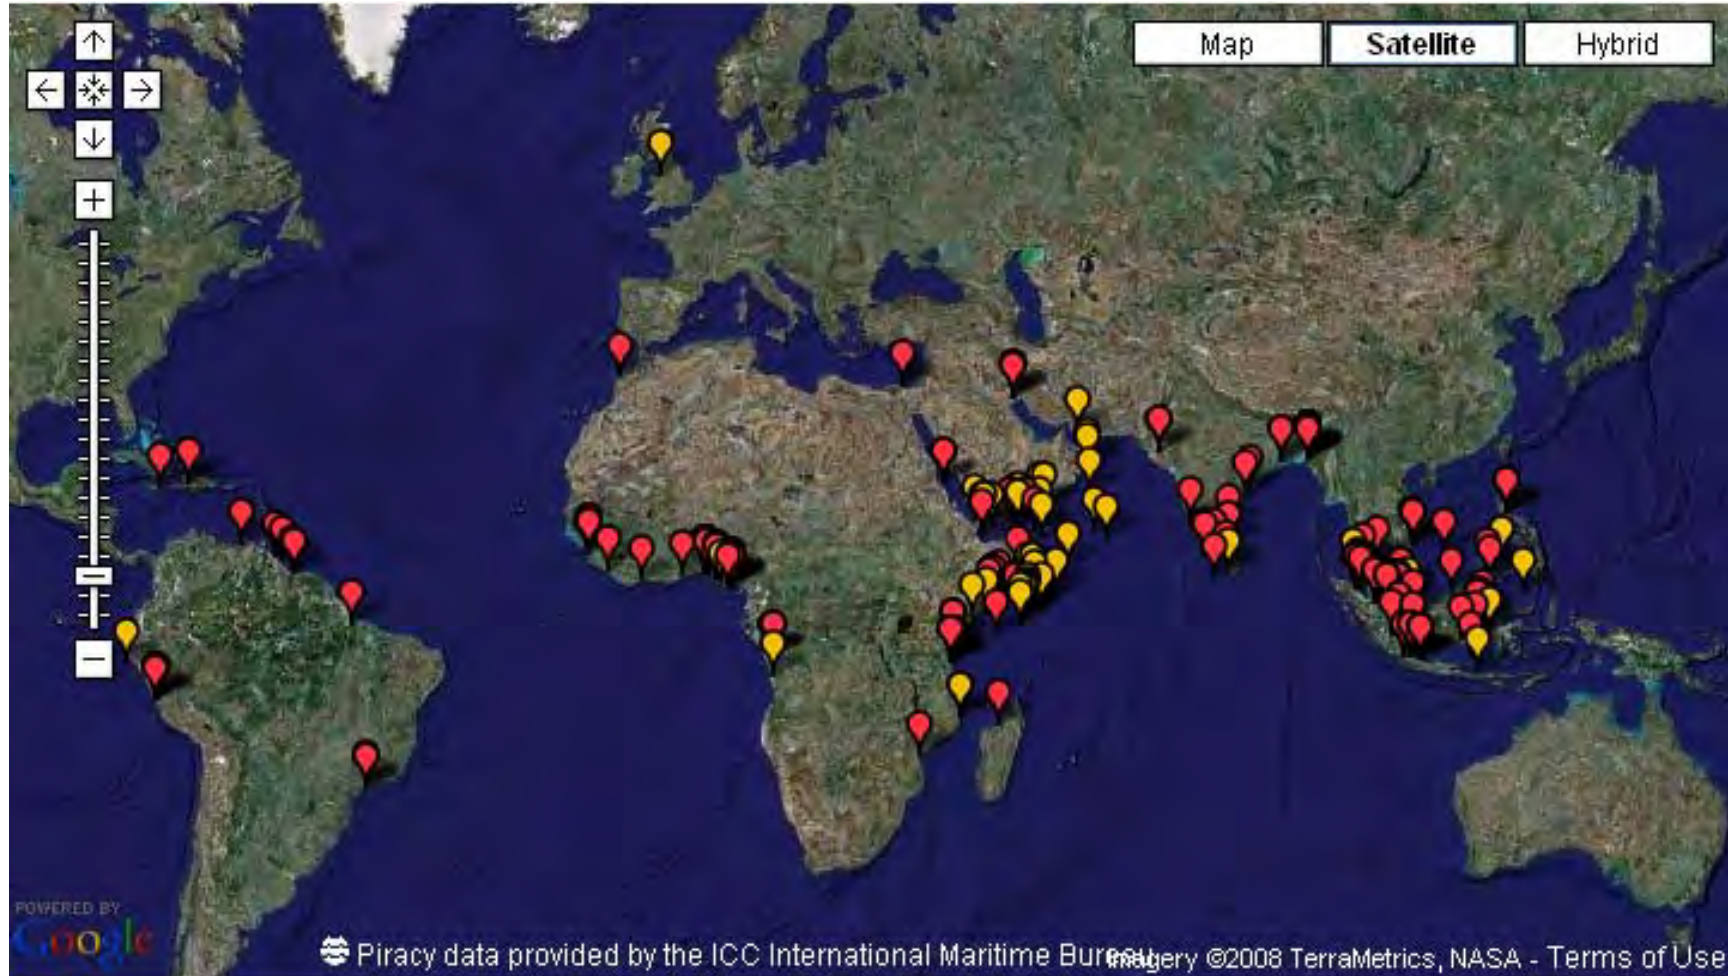 Map
Satellite
Hybrid
POWERED BY
Google
Piracy data provided by the ICC International Maritime Bureau
Imagery ©2008 TerraMetrics, NASA - Terms of Use